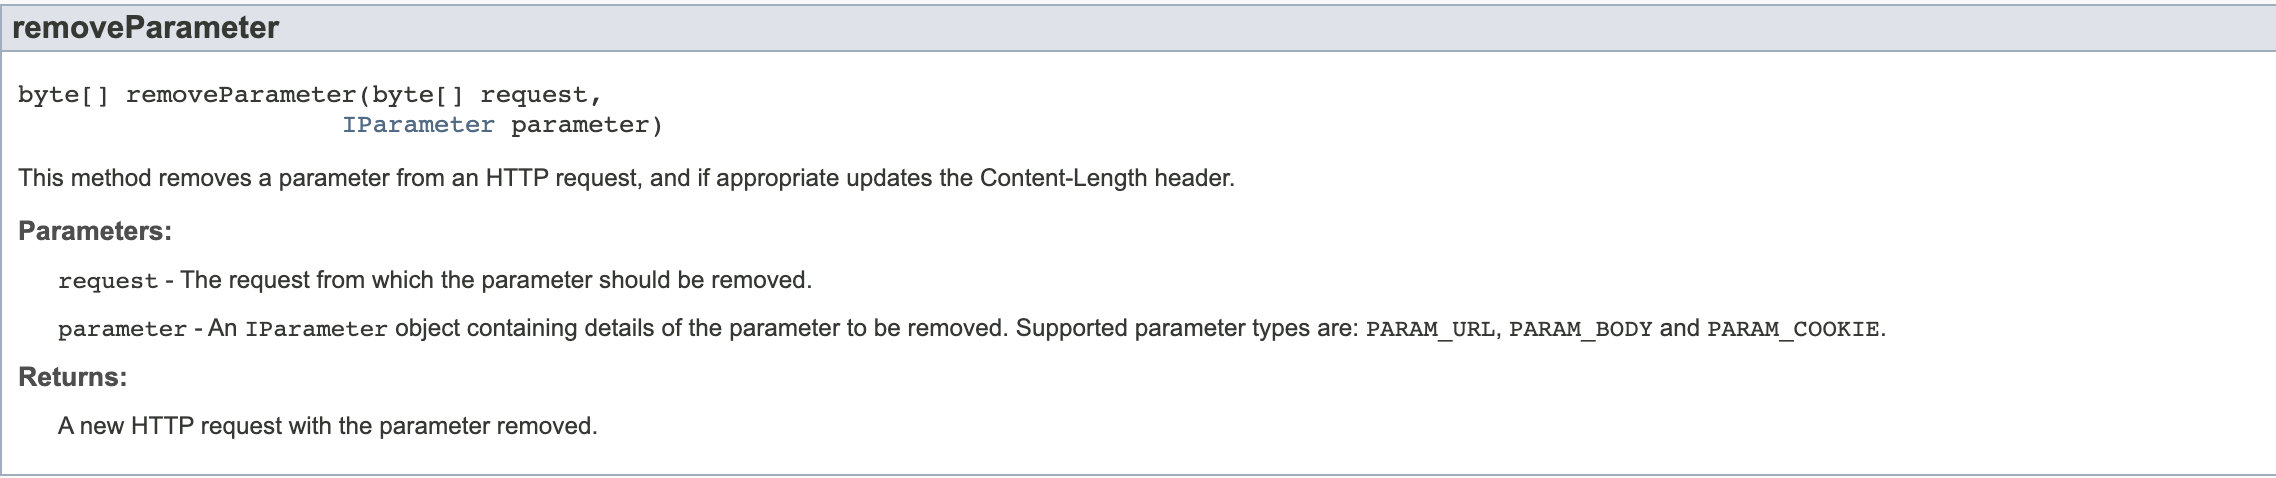 removeParameter
byte[] removeParameter(byte[] request,
IParameter parameter)
This method removes a parameter from an HTTP request, and if appropriate updates the Content-Length header.
Parameters:
request - The request from which the parameter should be removed.
parameter - An IParameter object containing details of the parameter to be removed. Supported parameter types are: PARAM_URL, PARAM_BODY and PARAM_COOKIE.
Returns:
A new HTTP request with the parameter removed.